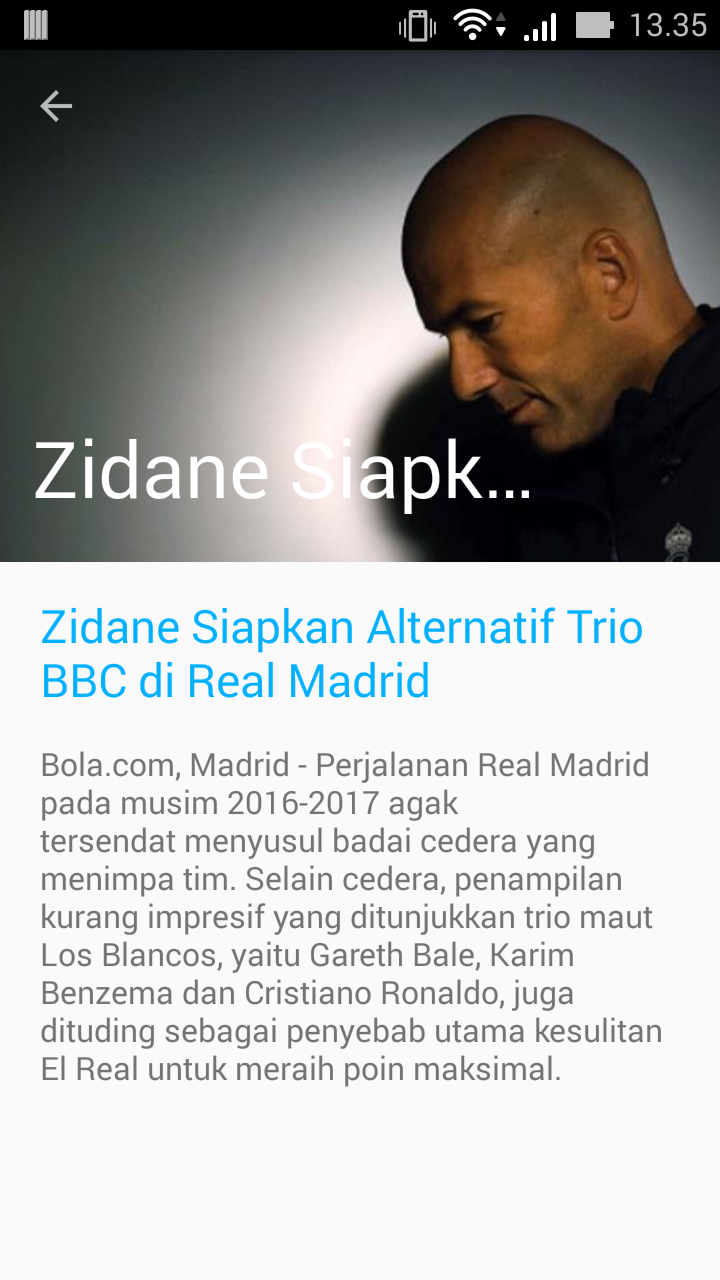 13.35
Zidane Siapk...
Zidane Siapkan Alternatif Trio
BBC di Real Madrid
Bola.com, Madrid - Perjalanan Real Madrid
pada musim 2016-2017 agak
tersendat menyusul badai cedera yang
menimpa tim. Selain cedera, penampilan
kurang impresif yang ditunjukkan trio maut
Los Blancos, yaitu Gareth Bale, Karim
Benzema dan Cristiano Ronaldo, juga
dituding sebagai penyebab utama kesulitan
El Real untuk meraih poin maksimal.